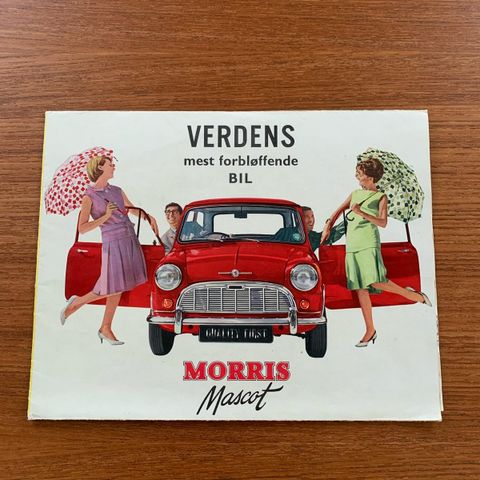 VERDENS
mest forbløffende
BIL
QUALITY FIRST
MORRIS
Mascot